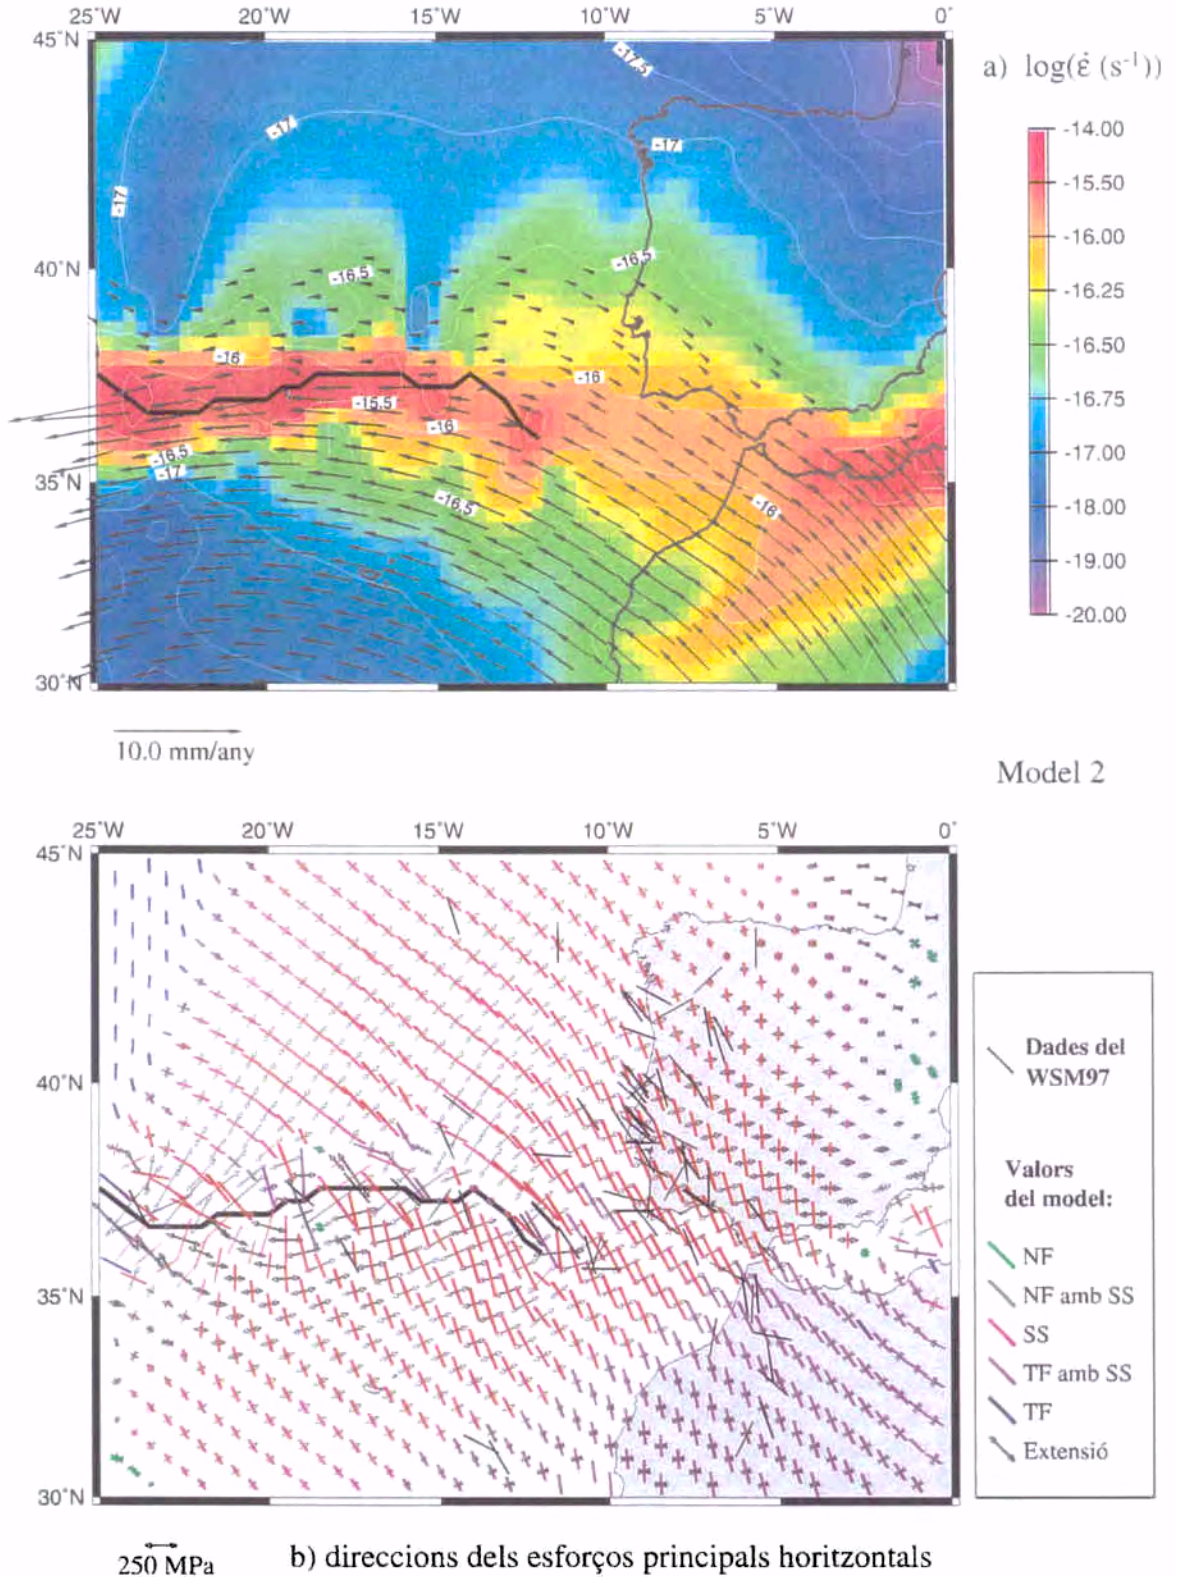 25°W 20°W 15°W 10°W 5°W 0°
45°N
40°N
35°N
30°N
-17.5
-17
-17
-17
-16.5
-16.5
-16
-16
-15.5
-16
-16.5
-17
-16.5
-16
a) log(ε̇ (s⁻¹))
-14.00
-15.50
-16.00
-16.25
-16.50
-16.75
-17.00
-18.00
-19.00
-20.00
10.0 mm/any
Model 2
25°W 20°W 15°W 10°W 5°W 0°
45°N
40°N
35°N
30°N
Dades del
WSM97
Valors
del model:
NF
NF amb SS
SS
TF amb SS
TF
Extensió
250 MPa
b) direccions dels esforços principals horitzontals